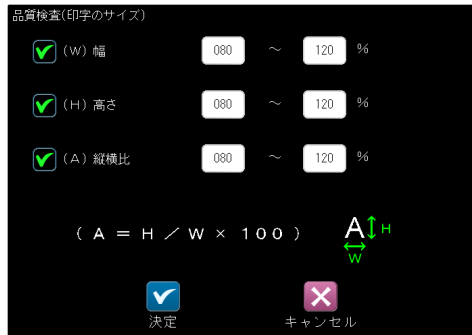 品質検査(印字のサイズ)
(W) 幅 080 ～ 120 %
(H) 高さ 080 ～ 120 %
(A) 縦横比 080 ～ 120 %
( A = H / W × 100 ) A H
W
決定 キャンセル